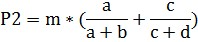 P2 = m * (a/(a + b) + c/(c + d))